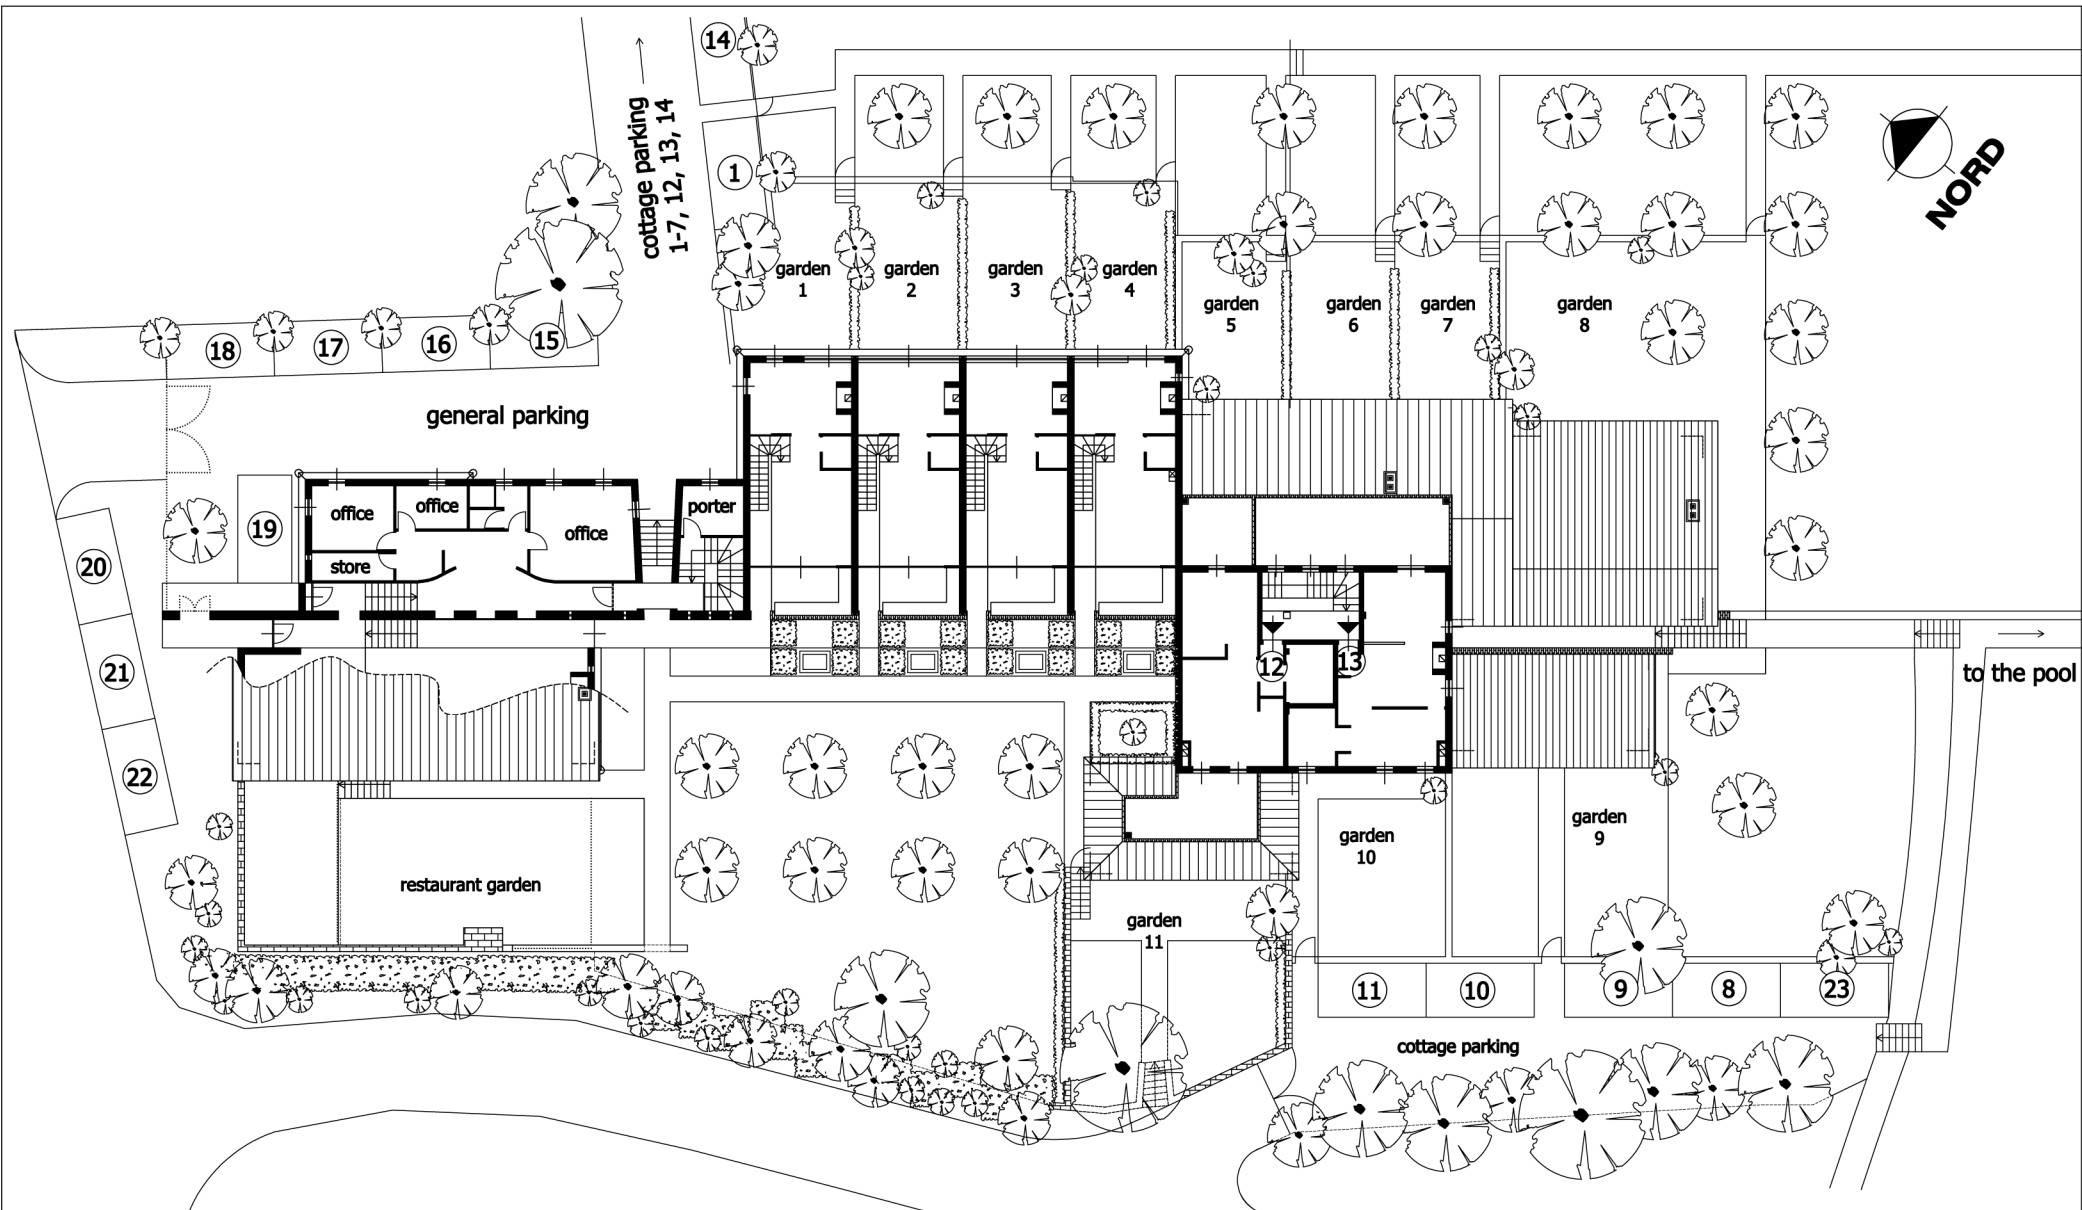 14
cottage parking
1-7, 12, 13, 14
1
NORD
garden
1
garden
2
garden
3
garden
4
garden
5
garden
6
garden
7
garden
8
18
17
16
15
general parking
19
office
office
office
porter
store
20
21
22
12
13
to the pool
restaurant garden
garden
11
garden
10
garden
9
11
10
9
8
23
cottage parking